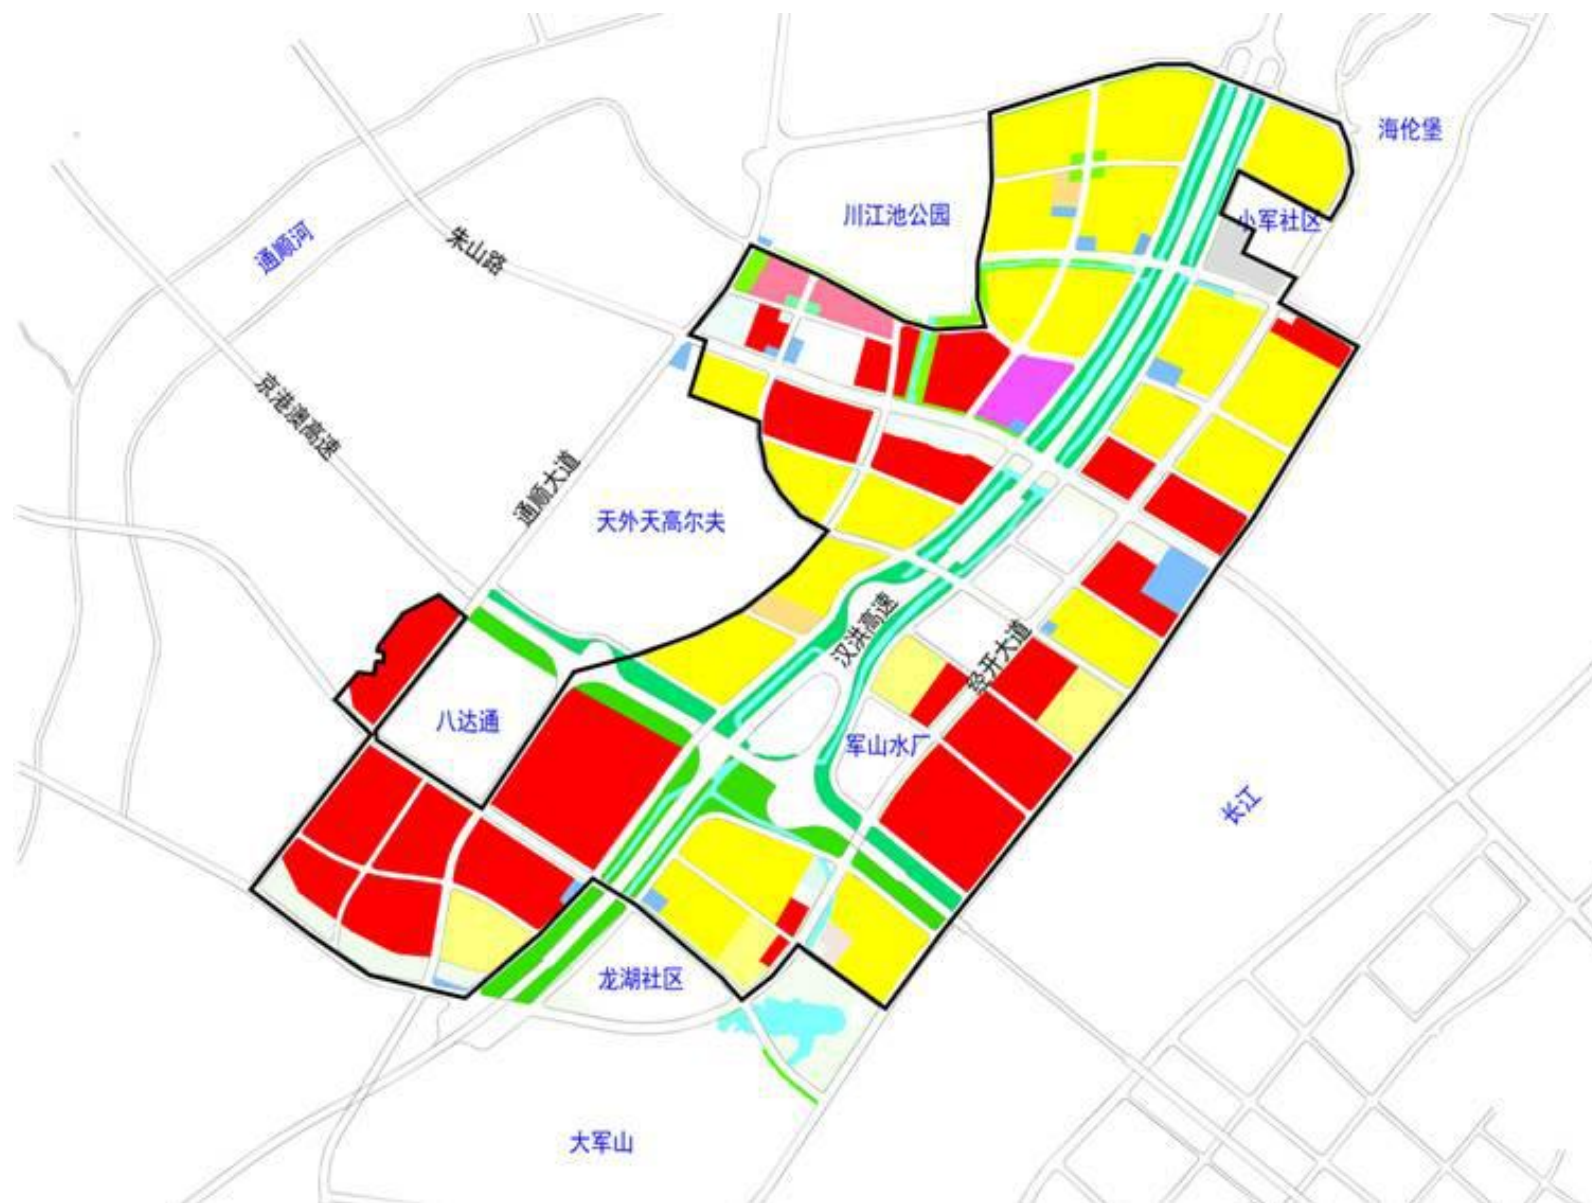 海伦堡
小军社区
川江池公园
通顺河
朱山路
京港澳高速
通顺大道
天外天高尔夫
汉洪高速
经开大道
八达通
军山水厂
长江
龙湖社区
大军山